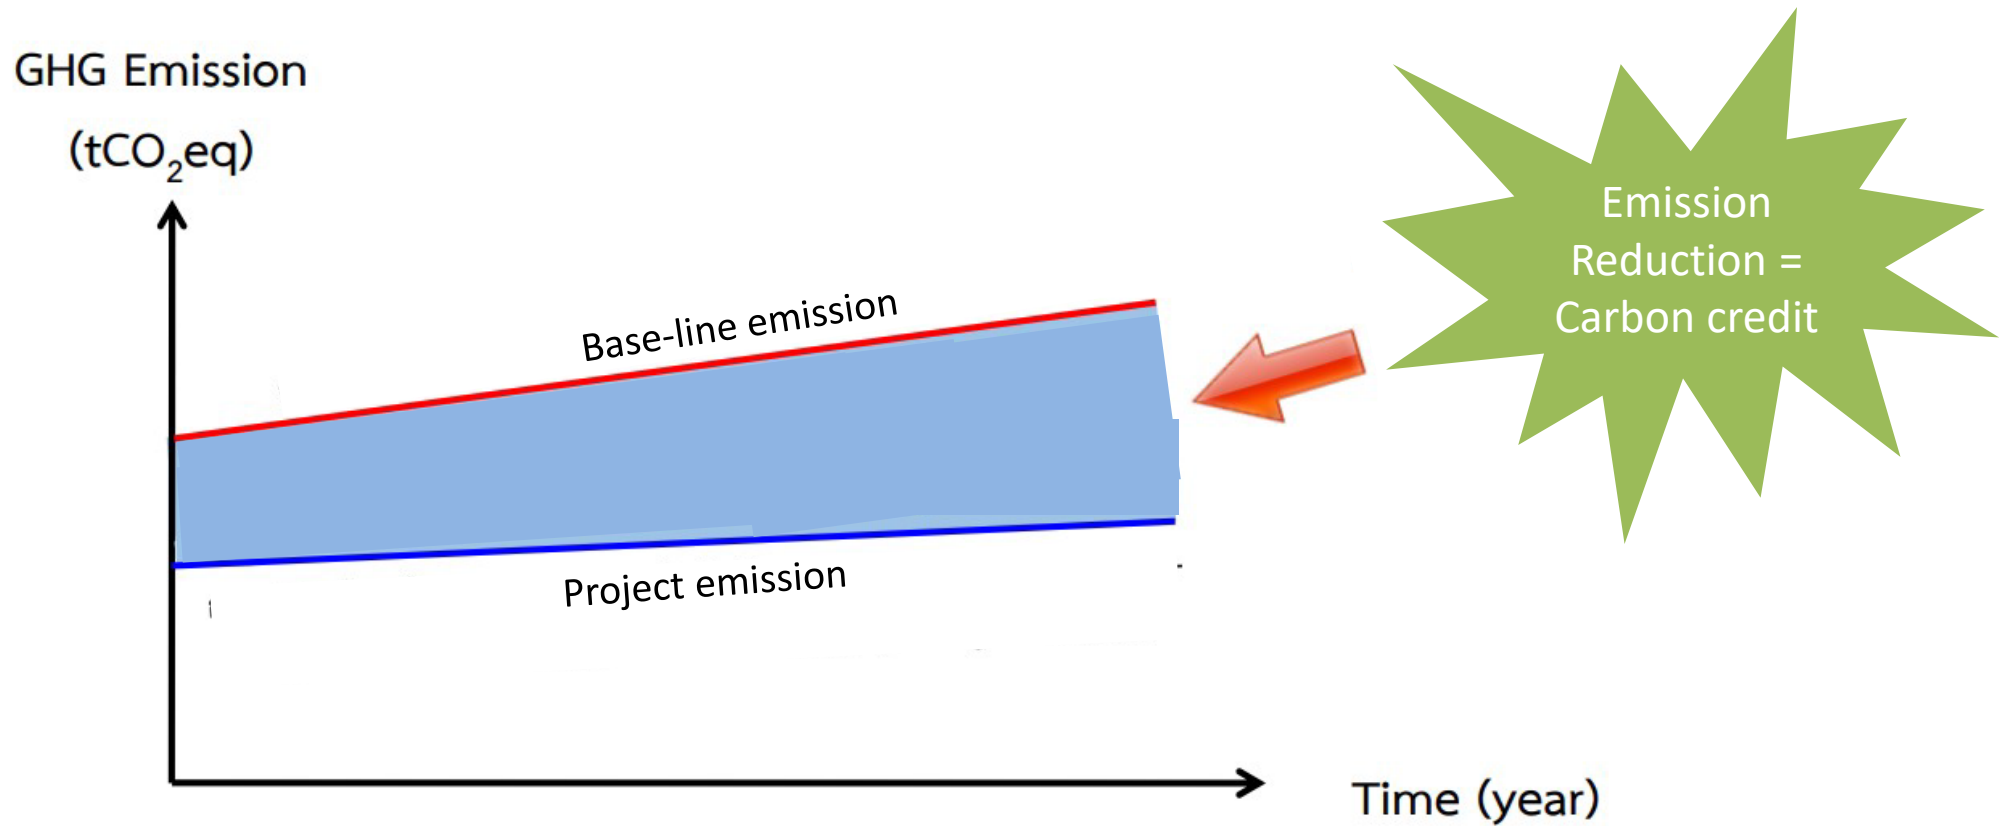 GHG Emission
(tCO₂eq)
Base-line emission
Project emission
Time (year)
Emission
Reduction =
Carbon credit